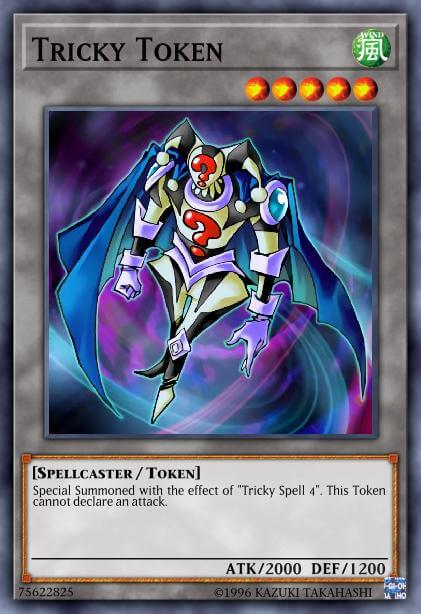 Tricky Token
WIND
風
?
?
[Spellcaster / Token]
Special Summoned with the effect of "Tricky Spell 4". This Token
cannot declare an attack.
ATK/2000 DEF/1200
75622825
©1996 KAZUKI TAKAHASHI